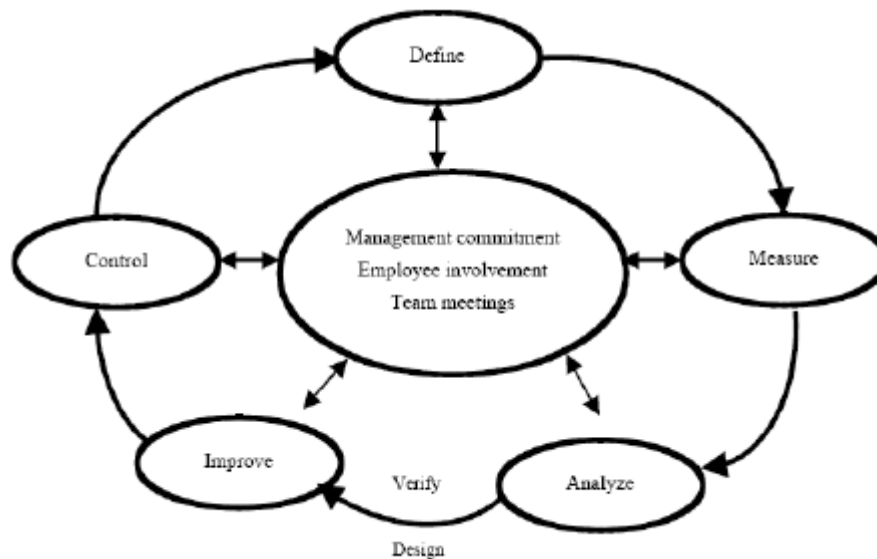 Define
Management commitment
Employee involvement
Team meetings
Control
Measure
Improve
Verify
Analyze
Design